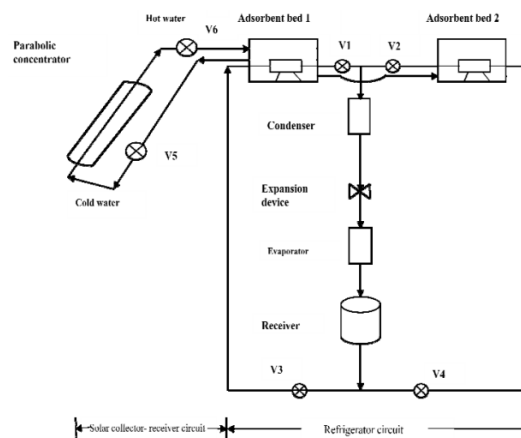 Hot water
V6
Adsorbent bed 1
Adsorbent bed 2
Parabolic
concentrator
V1
V2
Condenser
V5
Cold water
Expansion
device
Evaporator
Receiver
V3
V4
Solar collector- receiver circuit
Refrigerator circuit